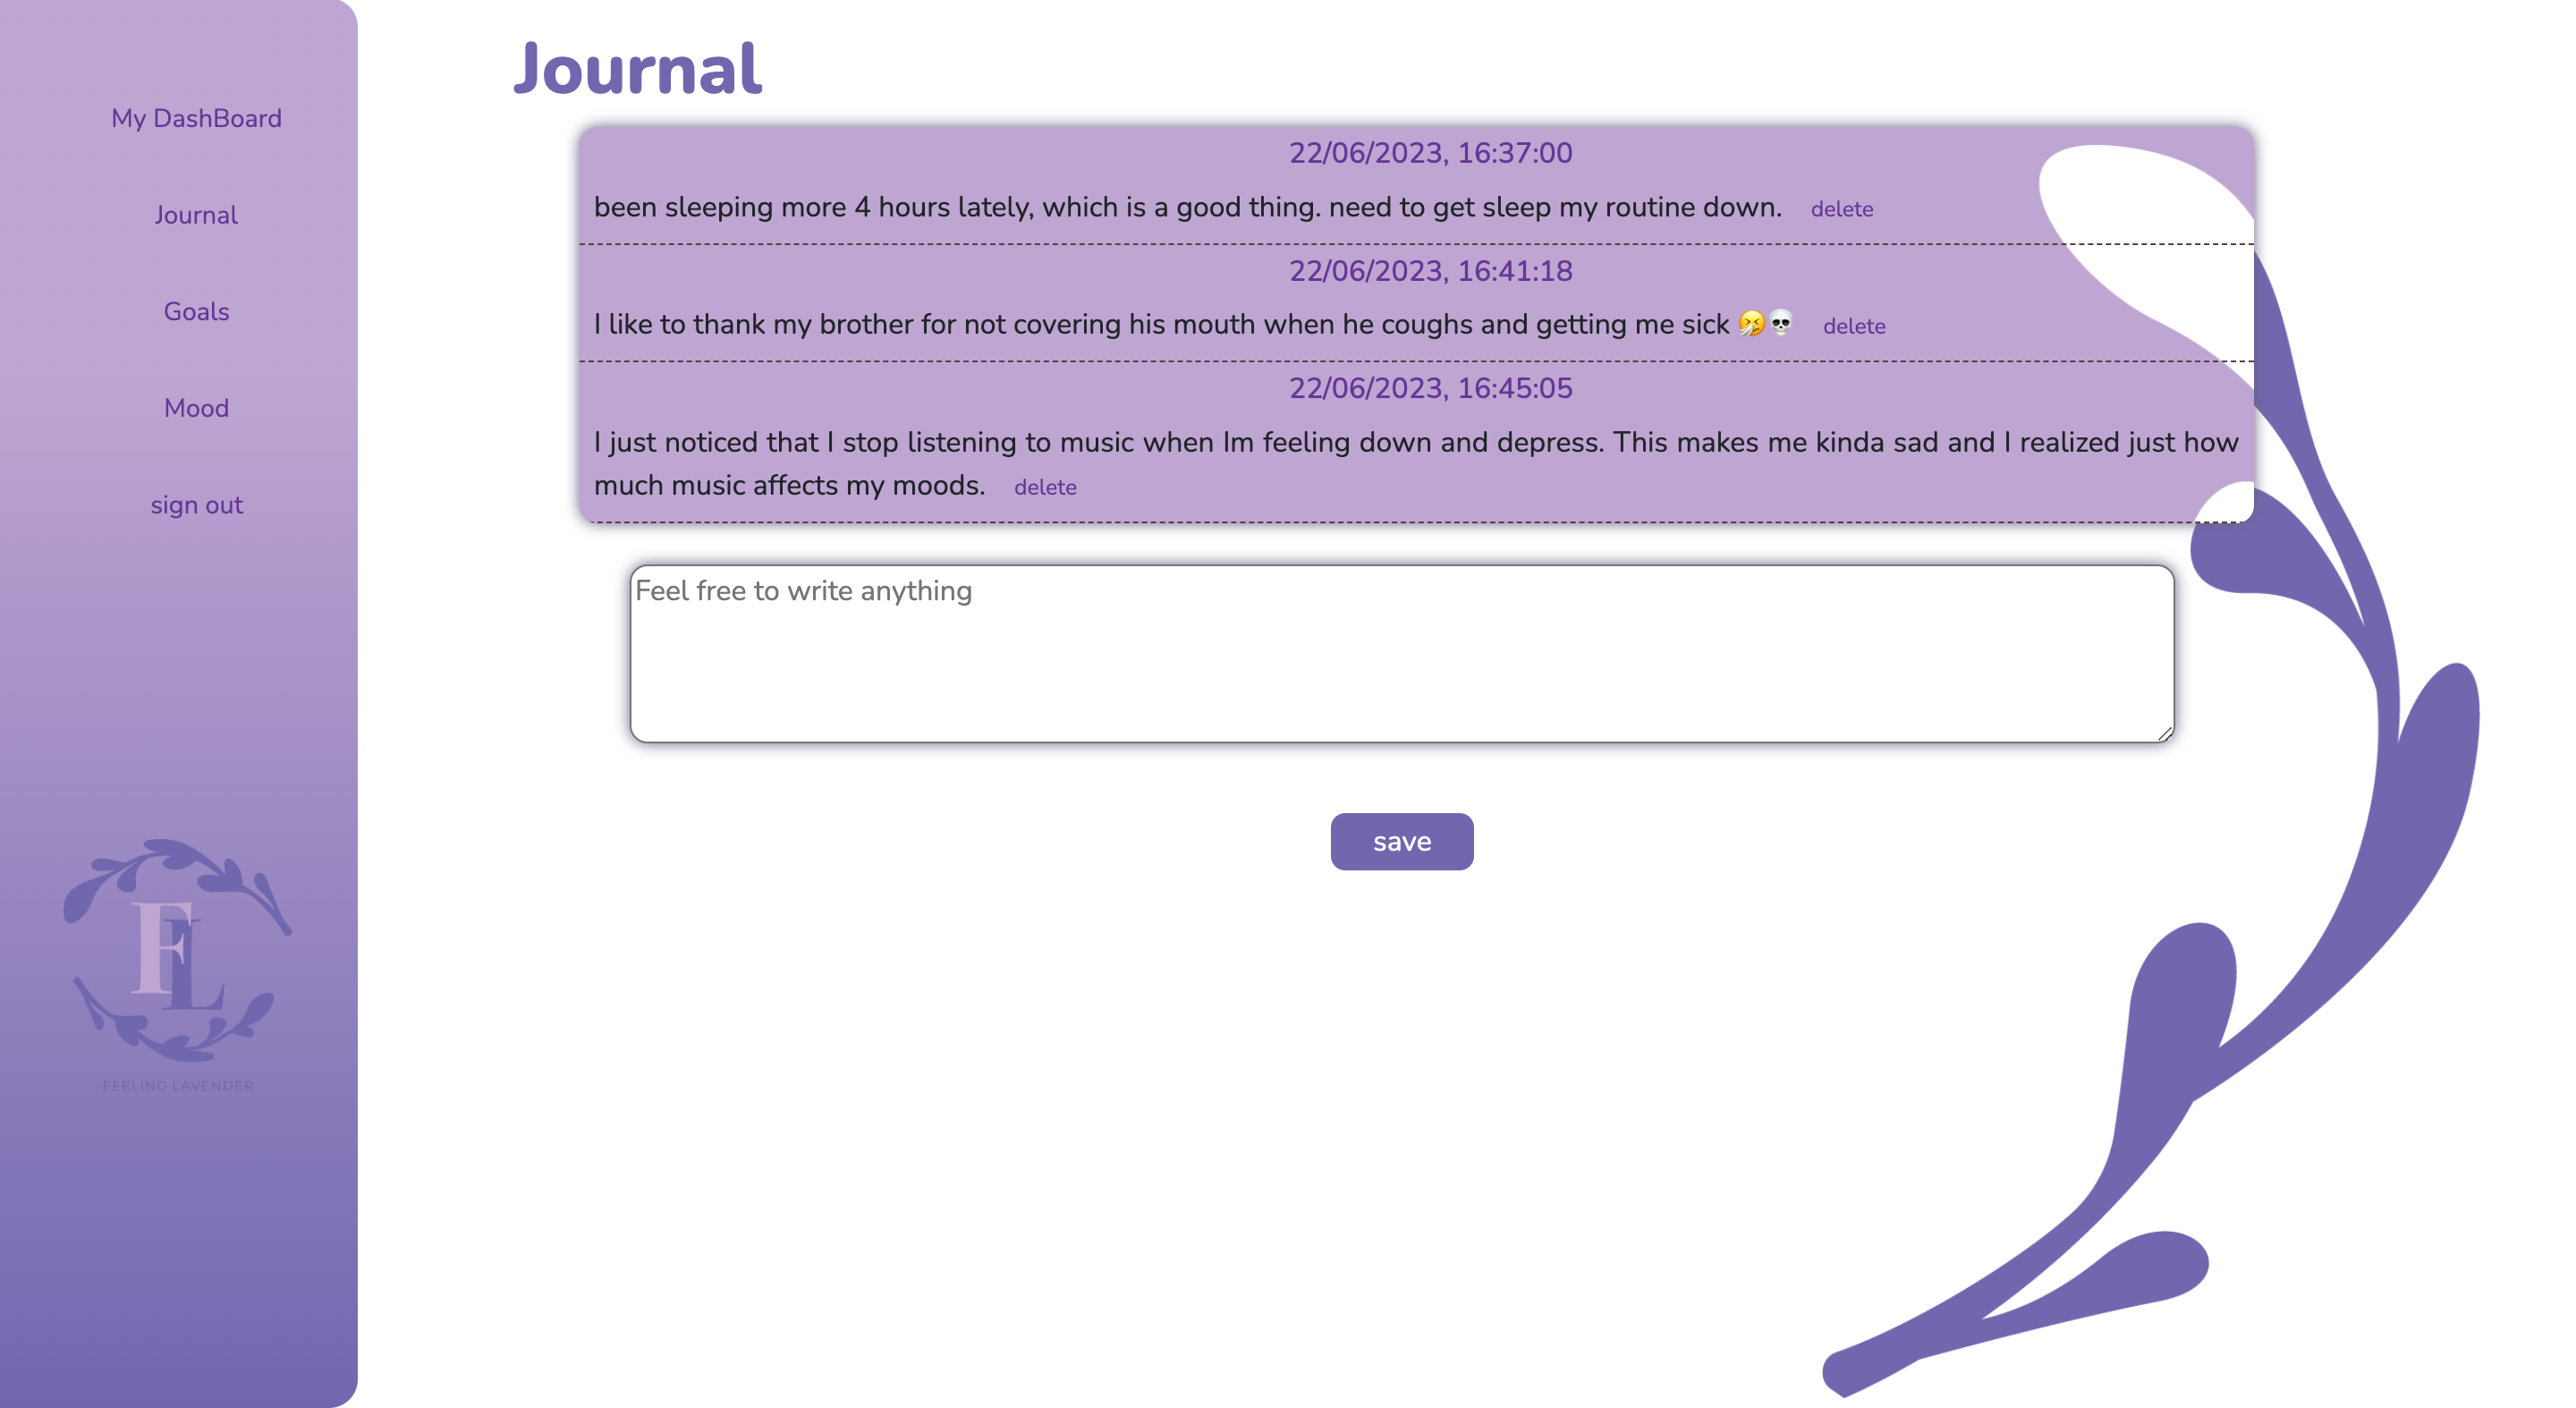 My DashBoard
Journal
Goals
Mood
sign out
FL
FEELING LAVENDER
Journal
22/06/2023, 16:37:00
been sleeping more 4 hours lately, which is a good thing. need to get sleep my routine down. delete
22/06/2023, 16:41:18
I like to thank my brother for not covering his mouth when he coughs and getting me sick 🤧💀 delete
22/06/2023, 16:45:05
I just noticed that I stop listening to music when Im feeling down and depress. This makes me kinda sad and I realized just how
much music affects my moods. delete
Feel free to write anything
save